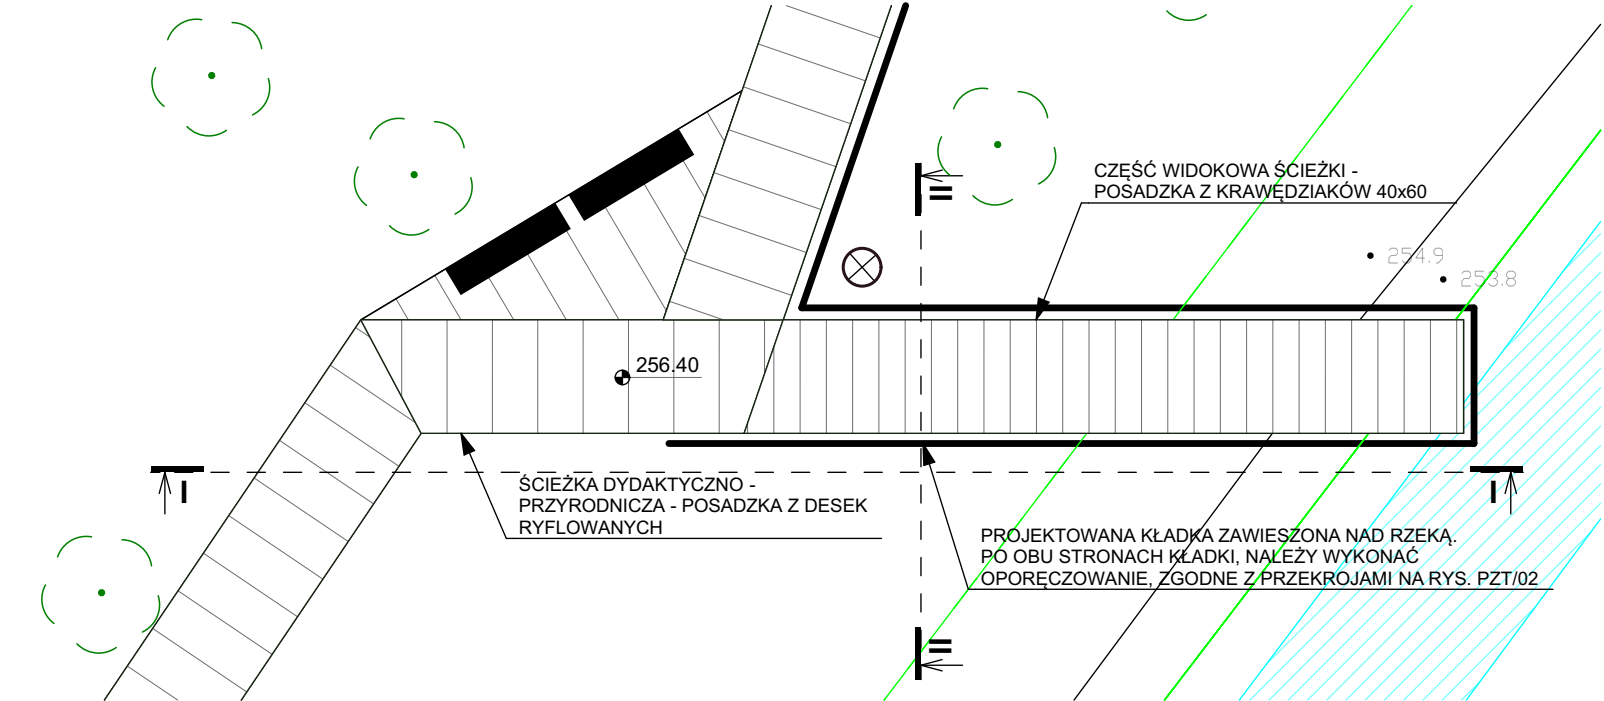 CZĘŚĆ WIDOKOWA ŚCIEŻKI -
POSADZKA Z KRAWĘDZIAKÓW 40x60
II
254.9
253.8
256.40
I
I
ŚCIEŻKA DYDAKTYCZNO -
PRZYRODNICZA - POSADZKA Z DESEK
RYFLOWANYCH
PROJEKTOWANA KŁADKA ZAWIESZONA NAD RZEKĄ.
PO OBU STRONACH KŁADKI, NALEŻY WYKONAĆ
OPORĘCZOWANIE, ZGODNE Z PRZEKROJAMI NA RYS. PZT/02
II